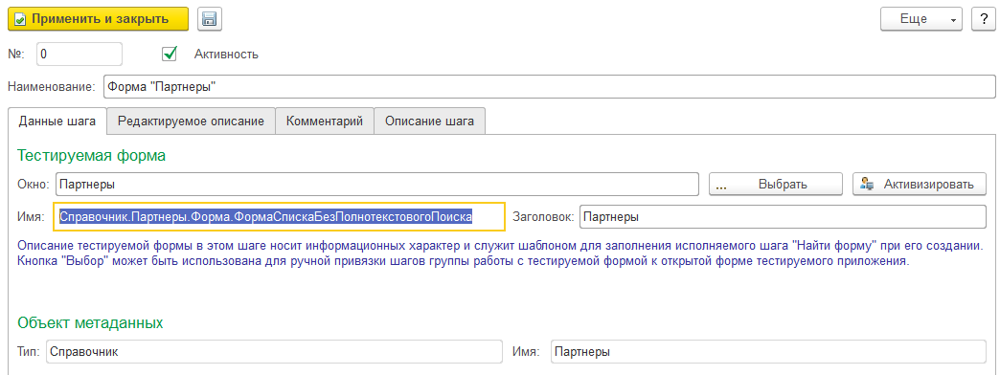 Применить и закрыть Еще ?
№: 0 Активность
Наименование: Форма "Партнеры"
Данные шага Редактируемое описание Комментарий Описание шага
Тестируемая форма
Окно: Партнеры ... Выбрать Активизировать
Имя: Справочник.Партнеры.Форма.ФормаСпискаБезПолнотекстовогоПоиска Заголовок: Партнеры
Описание тестируемой формы в этом шаге носит информационных характер и служит шаблоном для заполнения исполняемого шага "Найти форму" при его создании.
Кнопка "Выбор" может быть использована для ручной привязки шагов группы работы с тестируемой формой к открытой форме тестируемого приложения.
Объект метаданных
Тип: Справочник Имя: Партнеры